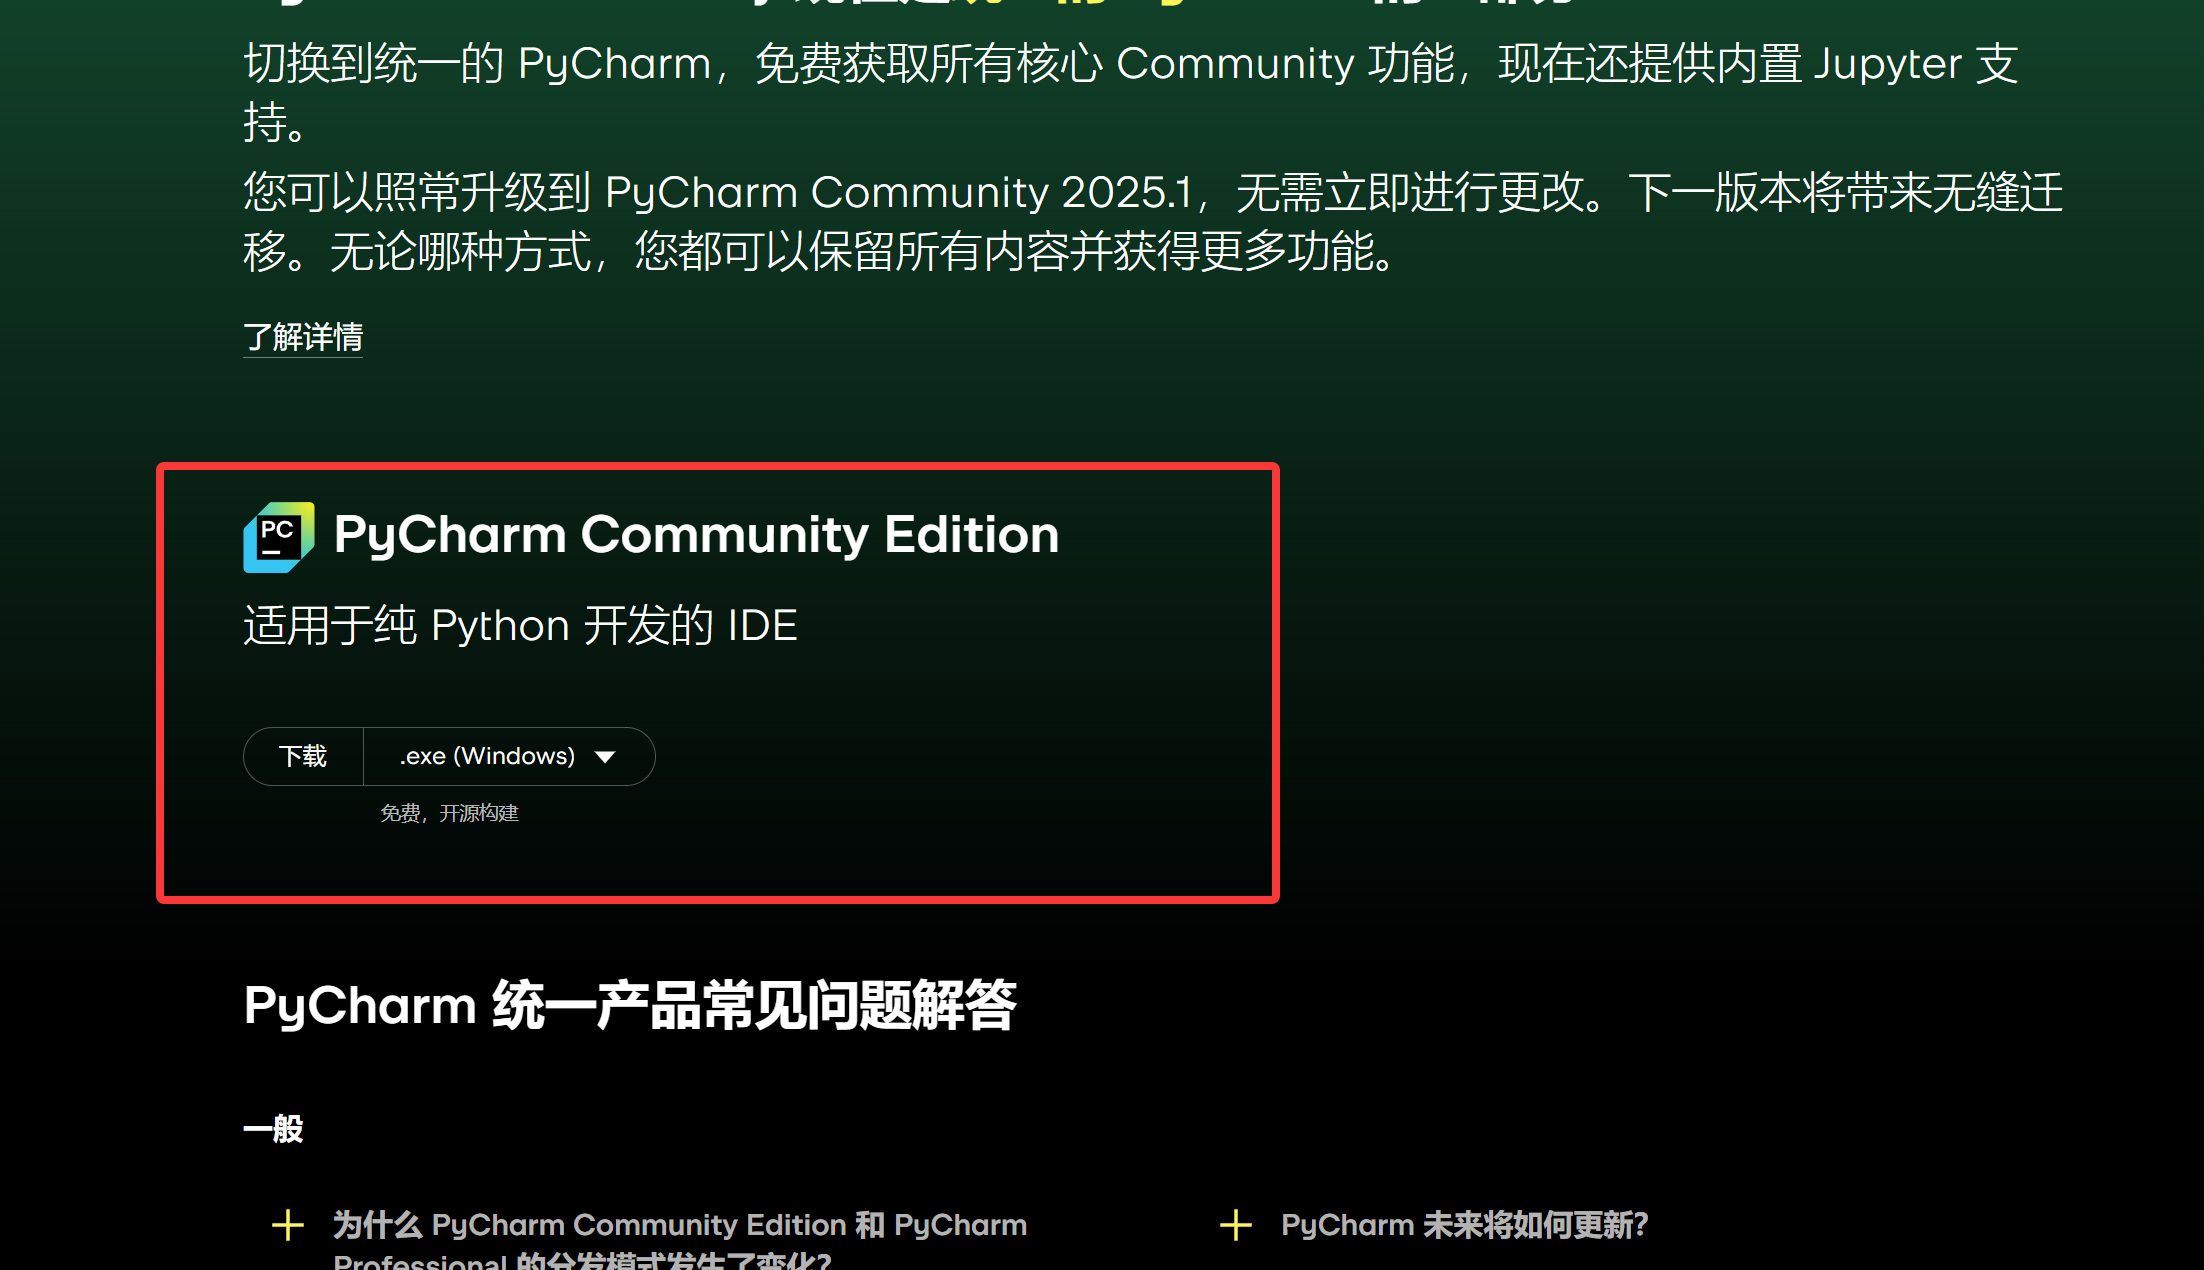 切换到统一的 PyCharm，免费获取所有核心 Community 功能，现在还提供内置 Jupyter 支
持。
您可以照常升级到 PyCharm Community 2025.1，无需立即进行更改。下一版本将带来无缝迁
移。无论哪种方式，您都可以保留所有内容并获得更多功能。
了解详情
PC
PyCharm Community Edition
适用于纯 Python 开发的 IDE
下载
.exe (Windows)
免费，开源构建
PyCharm 统一产品常见问题解答
一般
为什么 PyCharm Community Edition 和 PyCharm
Professional 的分发模式发生了变化?
PyCharm 未来将如何更新?